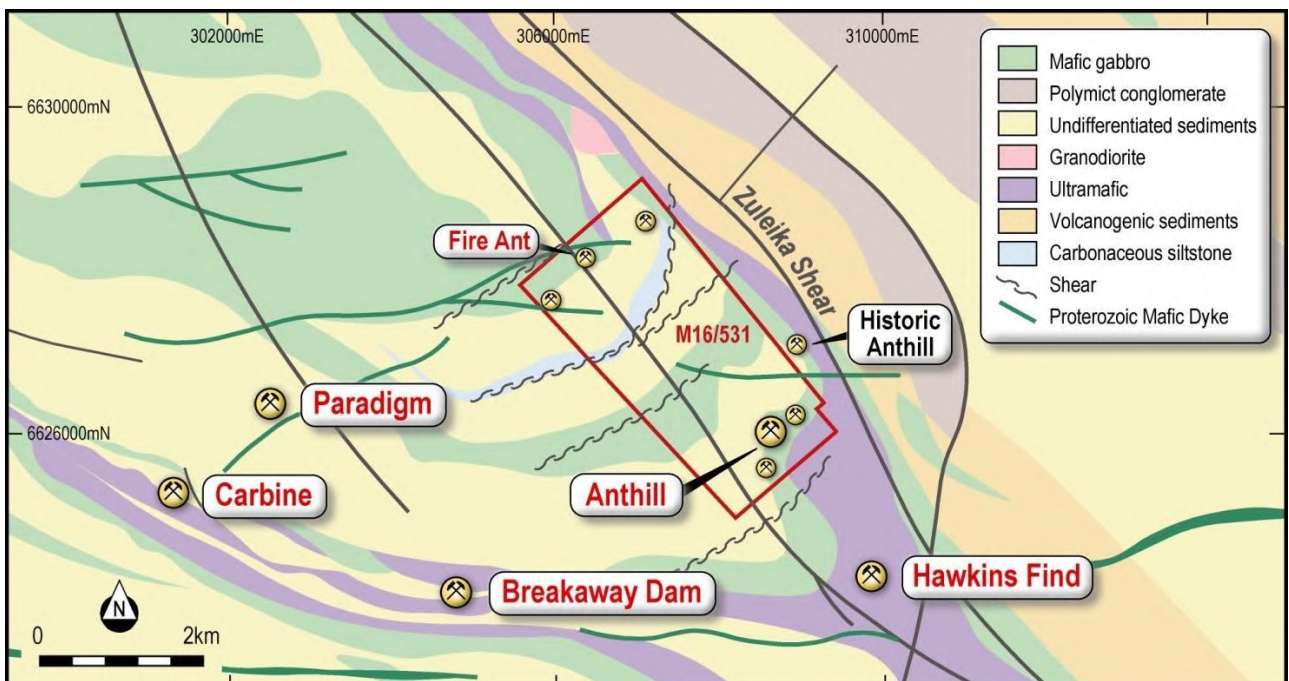 302000mE
306000mE
310000mE
6630000mN
6626000mN
Mafic gabbro
Polymict conglomerate
Undifferentiated sediments
Granodiorite
Ultramafic
Volcanogenic sediments
Carbonaceous siltstone
Shear
Proterozoic Mafic Dyke
Zuleika Shear
Fire Ant
M16/531
Historic
Anthill
Paradigm
Carbine
Anthill
Breakaway Dam
Hawkins Find
N
0
2km